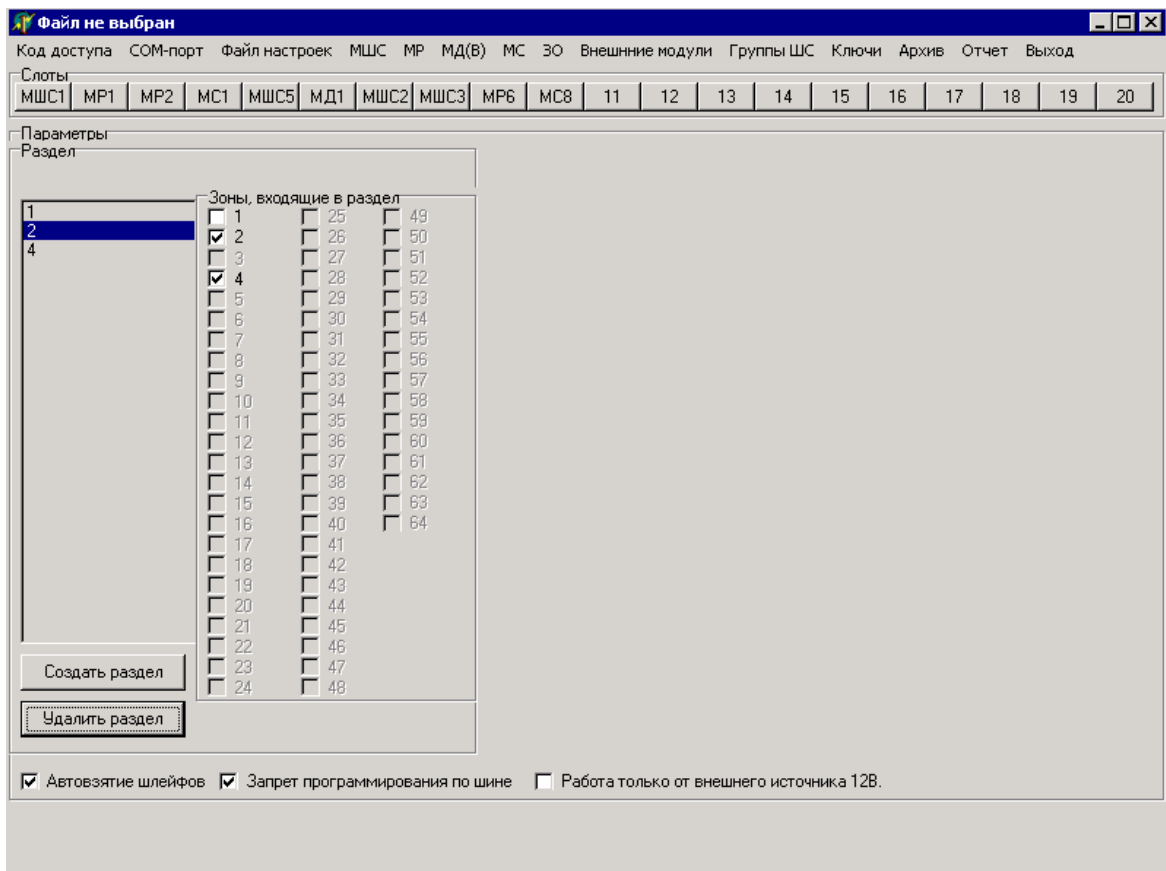 Файл не выбран
Код доступа COM-порт Файл настроек МШС МР МД(В) МС ЗО Внешнние модули Группы ШС Ключи Архив Отчет Выход
Слоты
МШС1 МР1 МР2 МС1 МШС5 МД1 МШС2 МШС3 МР6 МС8 11 12 13 14 15 16 17 18 19 20
Параметры
Раздел
Зоны, входящие в раздел
1 1 25 49
2 2 26 50
4 3 27 51
4 28 52
5 29 53
6 30 54
7 31 55
8 32 56
9 33 57
10 34 58
11 35 59
12 36 60
13 37 61
14 38 62
15 39 63
16 40 64
17 41
18 42
19 43
20 44
21 45
22 46
Создать раздел 23 47
24 48
Удалить раздел
Автовзятие шлейфов Запрет программирования по шине Работа только от внешнего источника 12В.